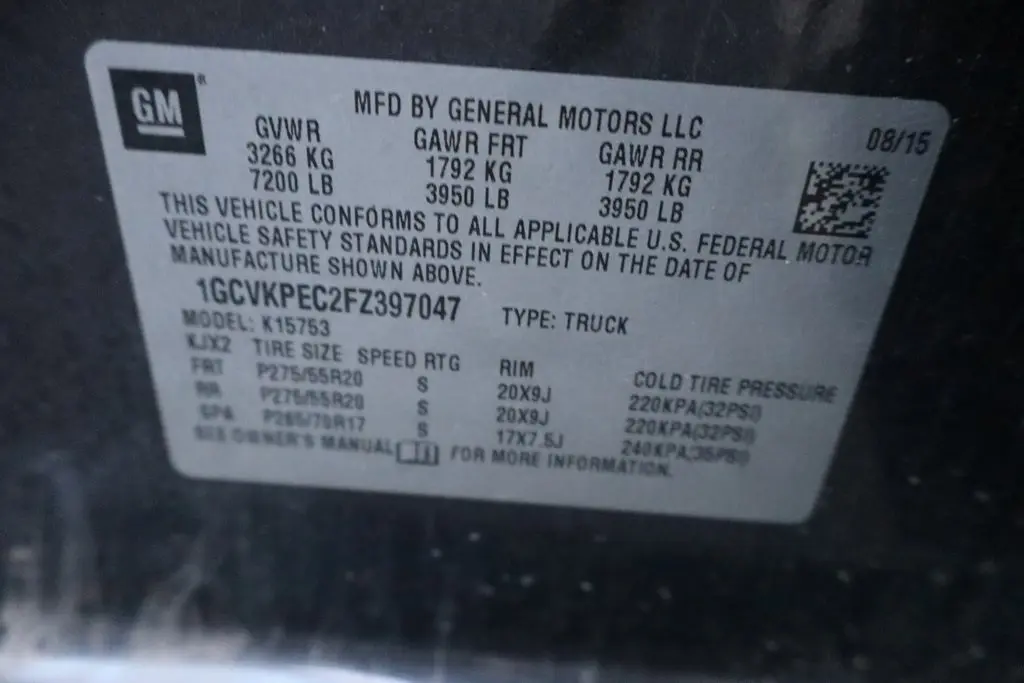 GM®
MFD BY GENERAL MOTORS LLC
08/15
GVWR GAWR FRT GAWR RR
3266 KG 1792 KG 1792 KG
7200 LB 3950 LB 3950 LB
THIS VEHICLE CONFORMS TO ALL APPLICABLE U.S. FEDERAL MOTOR
VEHICLE SAFETY STANDARDS IN EFFECT ON THE DATE OF
MANUFACTURE SHOWN ABOVE.
1GCVKPEC2FZ397047 TYPE: TRUCK
MODEL: K15753
KJX2 TIRE SIZE SPEED RTG RIM COLD TIRE PRESSURE
FRT P275/55R20 S 20X9J 220KPA(32PSI)
RR P275/55R20 S 20X9J 220KPA(32PSI)
SPA P265/70R17 S 17X7.5J 240KPA(35PSI)
SEE OWNER'S MANUAL FOR MORE INFORMATION.